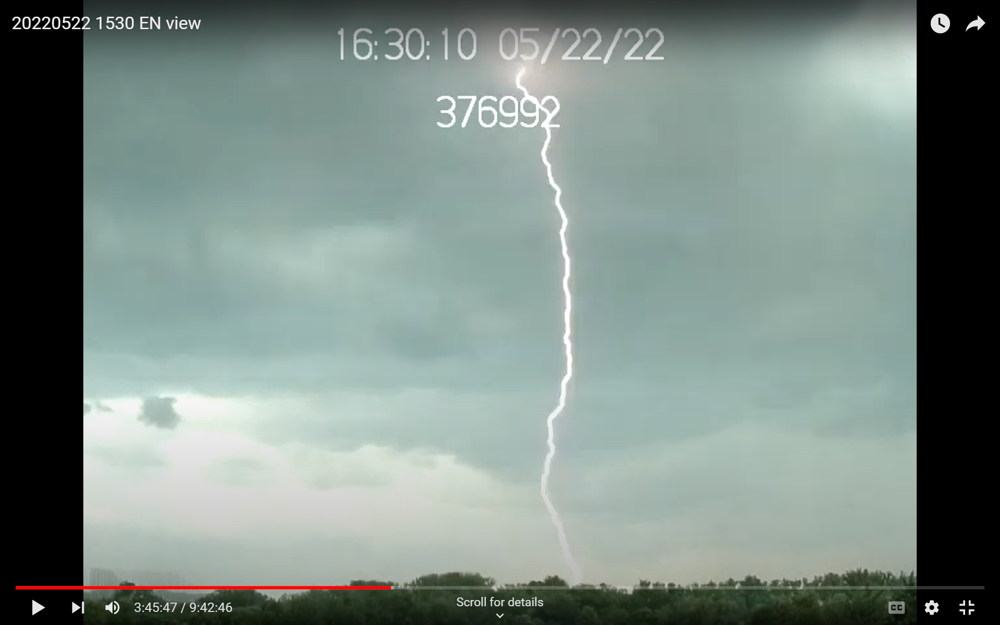 20220522 1530 EN view
16:30:10 05/22/22
376992
3:45:47 / 9:42:46
Scroll for details
CC